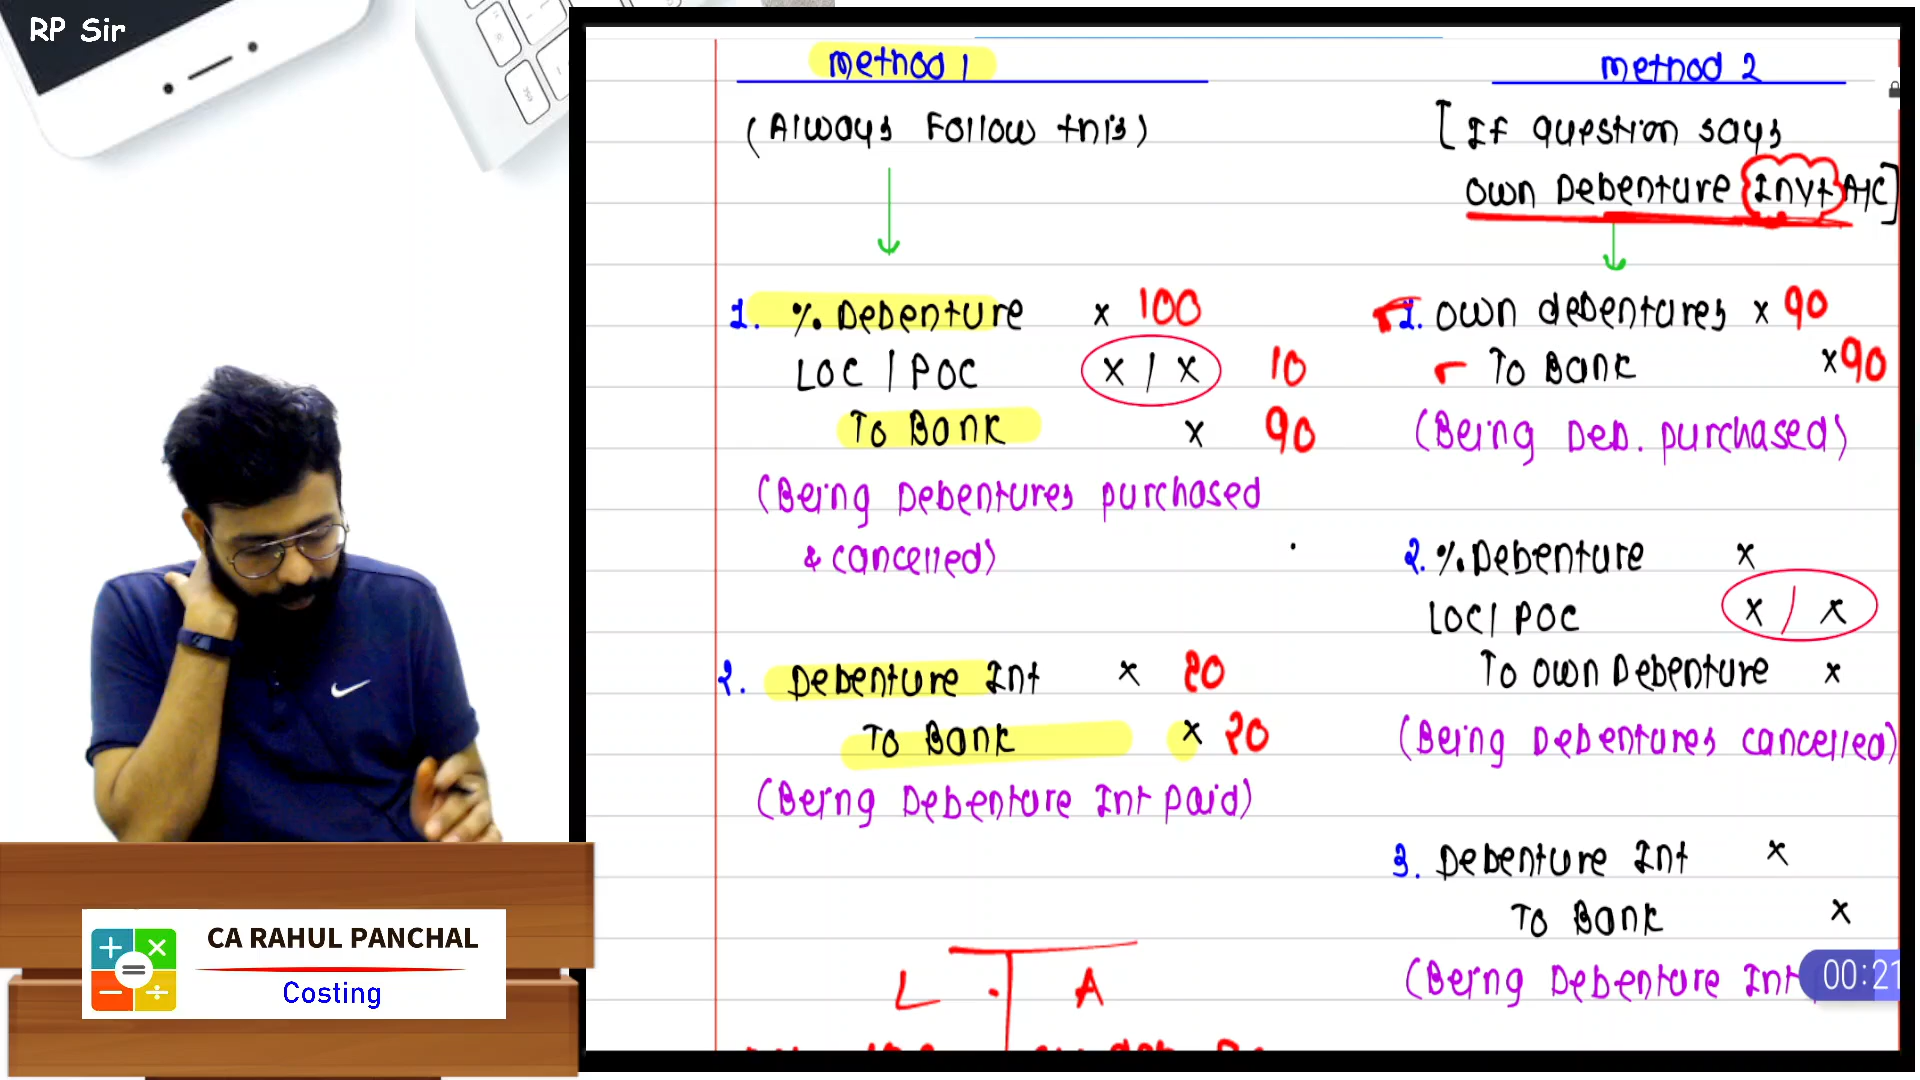 RP Sir
Method 1
(Always Follow this)
1. % Debenture x 100
LOC / POC x / x 10
To Bank x 90
(Being Debentures purchased
& cancelled)
2. Debenture Int x 20
To Bank x 20
(Being Debenture Int paid)
L A
Method 2
[If question says
own Debenture Invt A/C]
1. own debentures x 90
To Bank x 90
(Being Deb. purchased)
2. % Debenture x
LOC / POC x / x
To own Debenture x
(Being Debentures cancelled)
3. Debenture Int x
To Bank x
(Being Debenture Int
00:21
CA RAHUL PANCHAL
Costing